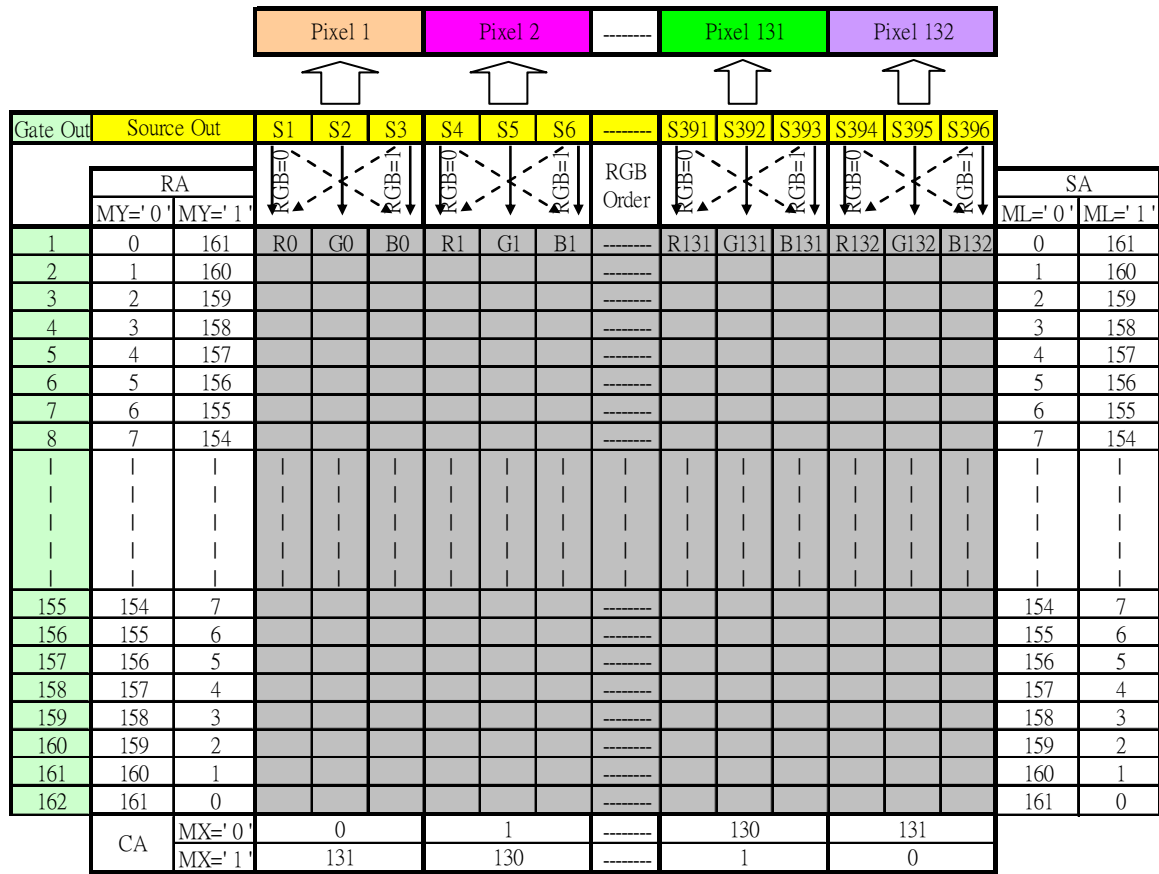 Pixel 1 Pixel 2 -------- Pixel 131 Pixel 132
Gate Out Source Out S1 S2 S3 S4 S5 S6 -------- S391 S392 S393 S394 S395 S396
RGB=0 RGB=1 RGB=0 RGB=1 RGB Order RGB=0 RGB=1 RGB=0 RGB=1
RA SA
MY=' 0 ' MY=' 1 ' ML=' 0 ' ML=' 1 '
1 0 161 R0 G0 B0 R1 G1 B1 -------- R131 G131 B131 R132 G132 B132 0 161
2 1 160 -------- 1 160
3 2 159 -------- 2 159
4 3 158 -------- 3 158
5 4 157 -------- 4 157
6 5 156 -------- 5 156
7 6 155 -------- 6 155
8 7 154 -------- 7 154
| | | | | | | | | | | | | | | | | |
| | | | | | | | | | | | | | | | | |
| | | | | | | | | | | | | | | | | |
| | | | | | | | | | | | | | | | | |
| | | | | | | | | | | | | | | | | |
155 154 7 -------- 154 7
156 155 6 -------- 155 6
157 156 5 -------- 156 5
158 157 4 -------- 157 4
159 158 3 -------- 158 3
160 159 2 -------- 159 2
161 160 1 -------- 160 1
162 161 0 -------- 161 0
CA MX=' 0 ' 0 1 -------- 130 131
MX=' 1 ' 131 130 -------- 1 0